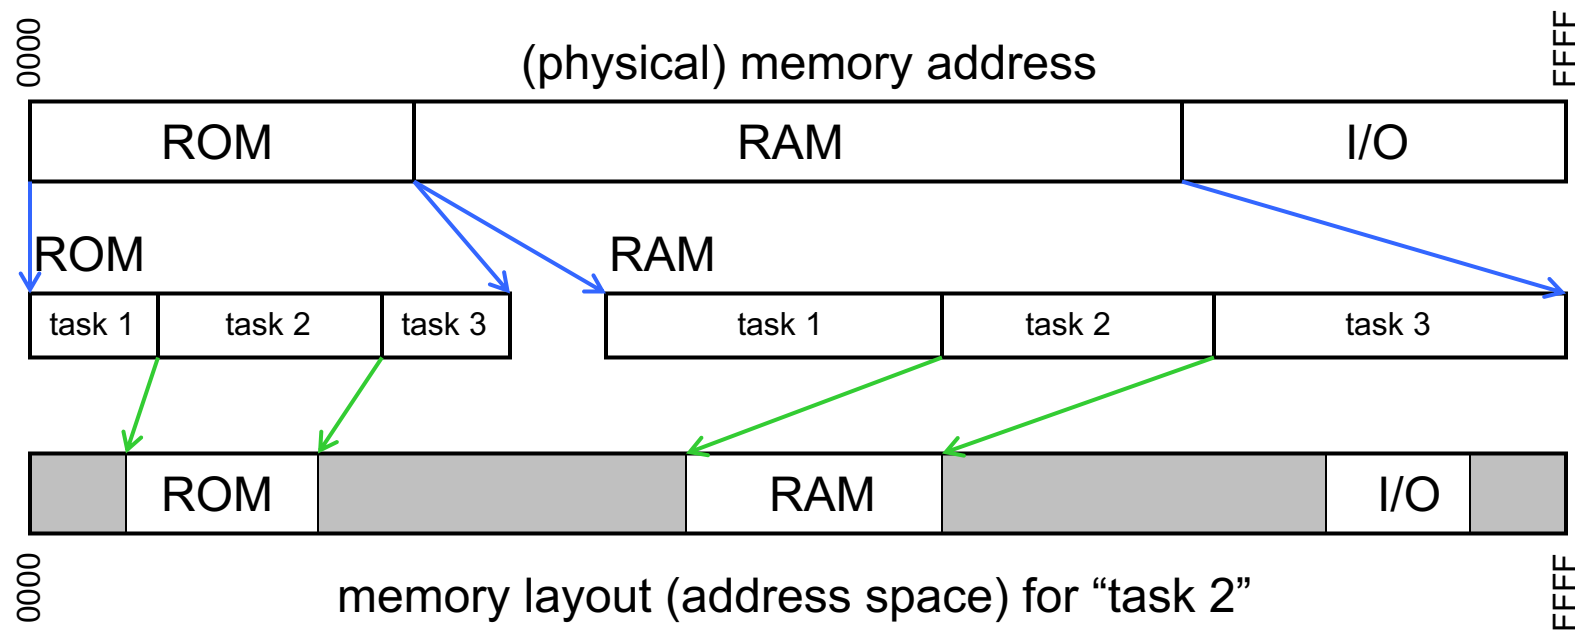 0000
FFFF
(physical) memory address
ROM RAM I/O
ROM RAM
task 1 task 2 task 3 task 1 task 2 task 3
ROM RAM I/O
0000
FFFF
memory layout (address space) for “task 2”